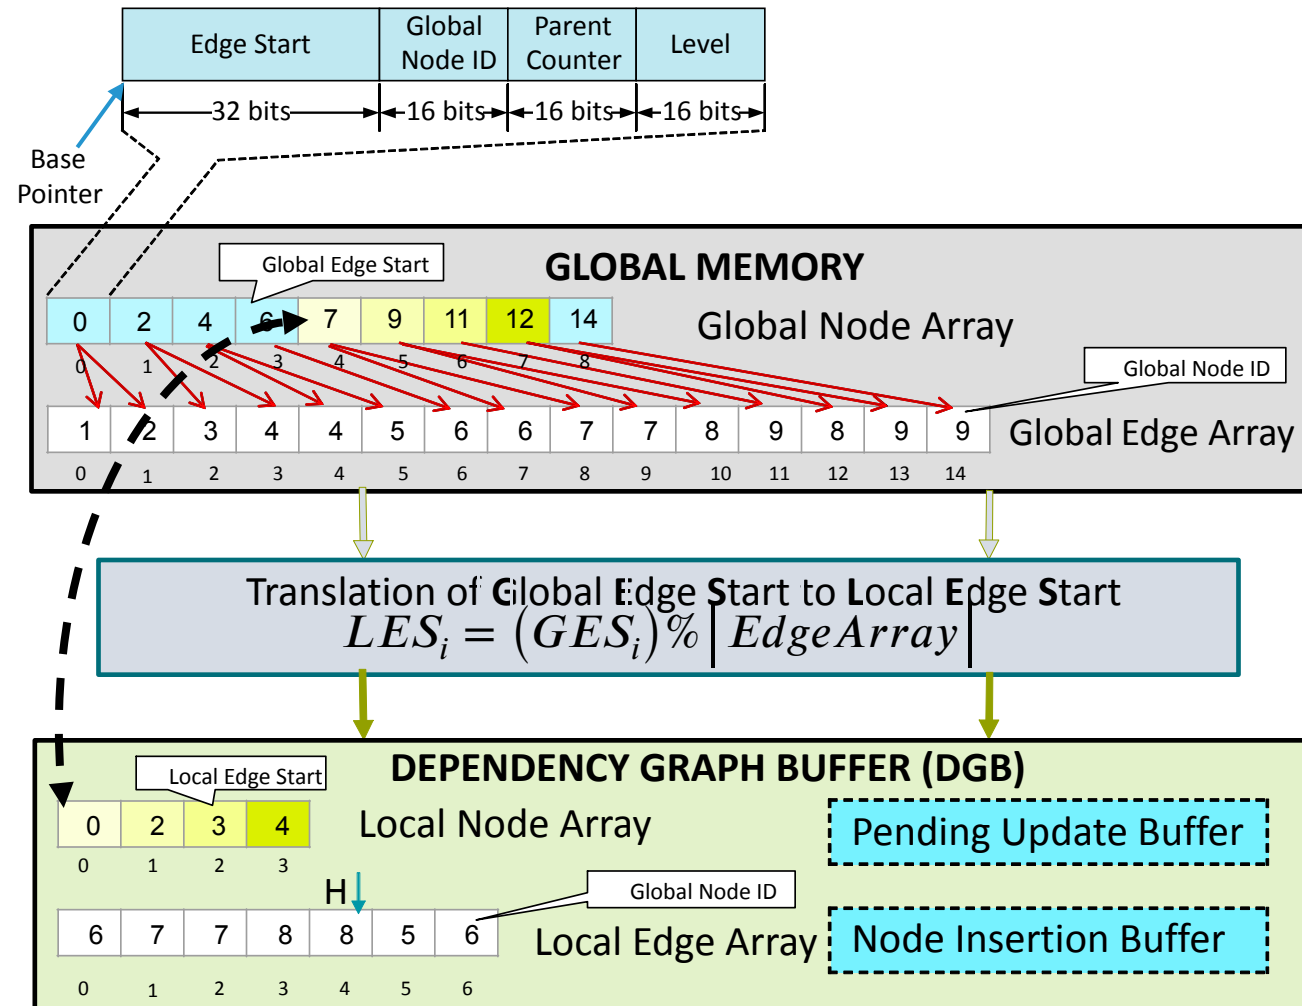 Edge Start
Global Node ID
Parent Counter
Level
32 bits
16 bits
16 bits
16 bits
Base Pointer
GLOBAL MEMORY
Global Edge Start
0 2 4 6 7 9 11 12 14
Global Node Array
0 1 2 3 4 5 6 7 8
Global Node ID
1 2 3 4 4 5 6 6 7 7 8 9 8 9 9
Global Edge Array
0 1 2 3 4 5 6 7 8 9 10 11 12 13 14
Translation of Global Edge Start to Local Edge Start
LES_i = (GES_i)% |EdgeArray|
DEPENDENCY GRAPH BUFFER (DGB)
Local Edge Start
0 2 3 4
Local Node Array
0 1 2 3
Pending Update Buffer
H
Global Node ID
6 7 7 8 8 5 6
Local Edge Array
0 1 2 3 4 5 6
Node Insertion Buffer